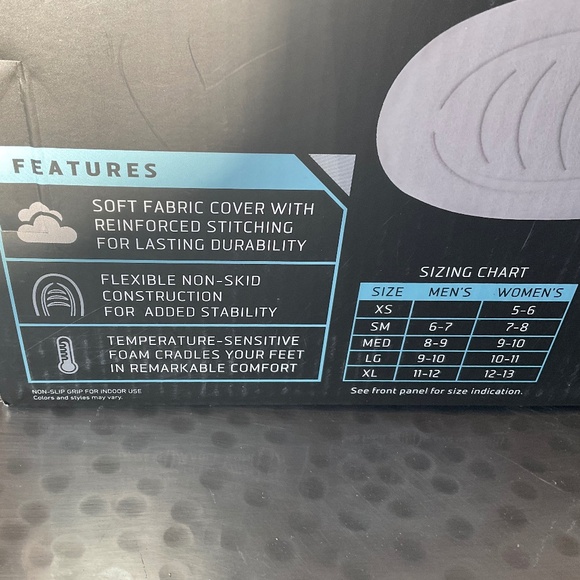 FEATURES
SOFT FABRIC COVER WITH
REINFORCED STITCHING
FOR LASTING DURABILITY
FLEXIBLE NON-SKID
CONSTRUCTION
FOR ADDED STABILITY
TEMPERATURE-SENSITIVE
FOAM CRADLES YOUR FEET
IN REMARKABLE COMFORT
NON-SLIP GRIP FOR INDOOR USE
Colors and styles may vary.
SIZING CHART
SIZE MEN'S WOMEN'S
XS 5-6
SM 6-7 7-8
MED 8-9 9-10
LG 9-10 10-11
XL 11-12 12-13
See front panel for size indication.